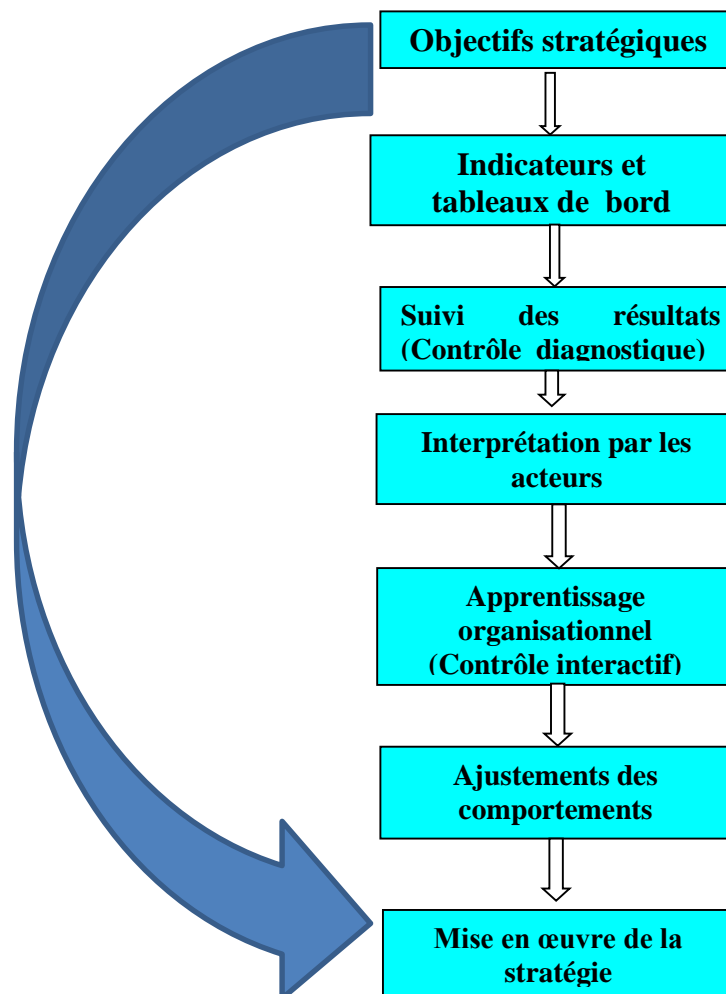 Objectifs stratégiques
Indicateurs et
tableaux de bord
Suivi des résultats
(Contrôle diagnostique)
Interprétation par les
acteurs
Apprentissage
organisationnel
(Contrôle interactif)
Ajustements des
comportements
Mise en œuvre de la
stratégie